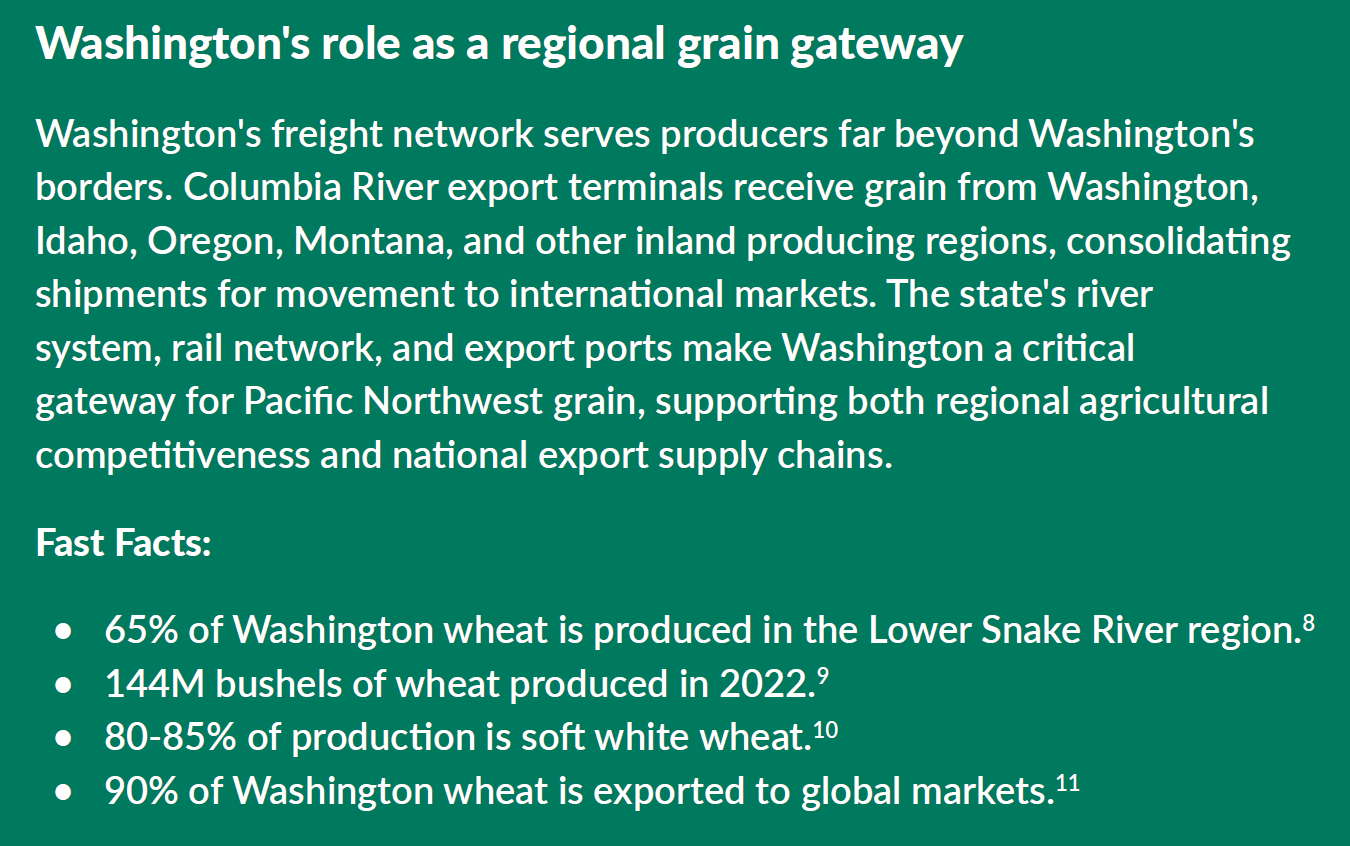 Washington's role as a regional grain gateway
Washington's freight network serves producers far beyond Washington's
borders. Columbia River export terminals receive grain from Washington,
Idaho, Oregon, Montana, and other inland producing regions, consolidating
shipments for movement to international markets. The state's river
system, rail network, and export ports make Washington a critical
gateway for Pacific Northwest grain, supporting both regional agricultural
competitiveness and national export supply chains.
Fast Facts:
● 65% of Washington wheat is produced in the Lower Snake River region.⁸
● 144M bushels of wheat produced in 2022.⁹
● 80-85% of production is soft white wheat.¹⁰
● 90% of Washington wheat is exported to global markets.¹¹